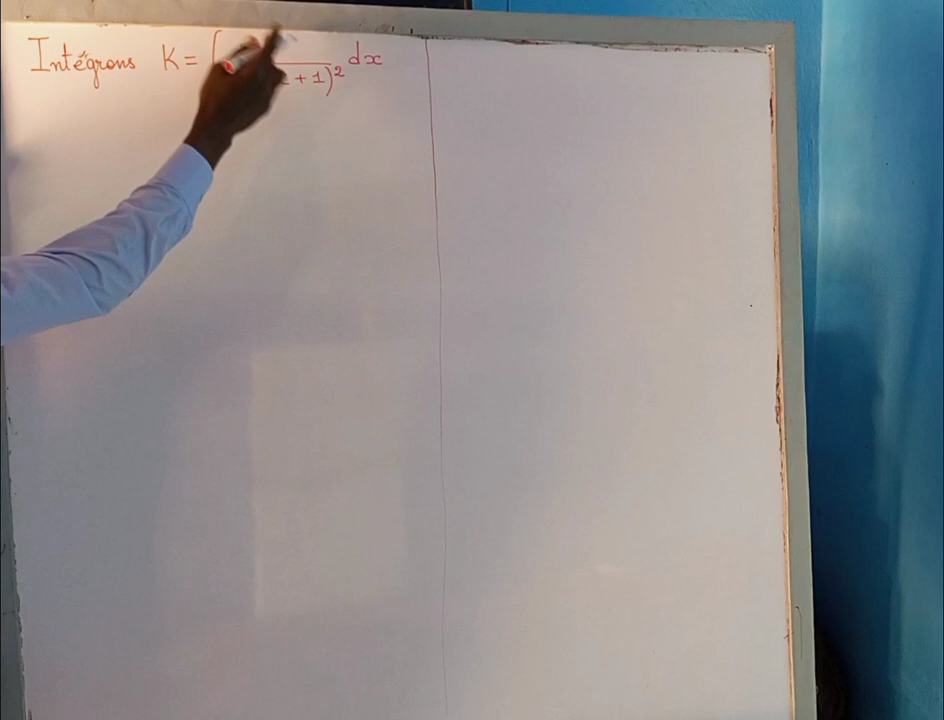 Intégrons K = ∫ + 1)² dx